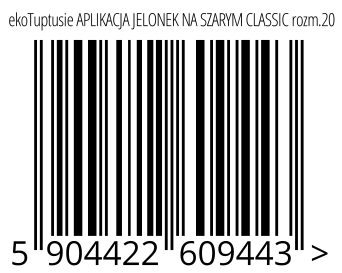 ekoTuptusie APLIKACJA JELONEK NA SZARYM CLASSIC rozm.20
5 904422 609443 >